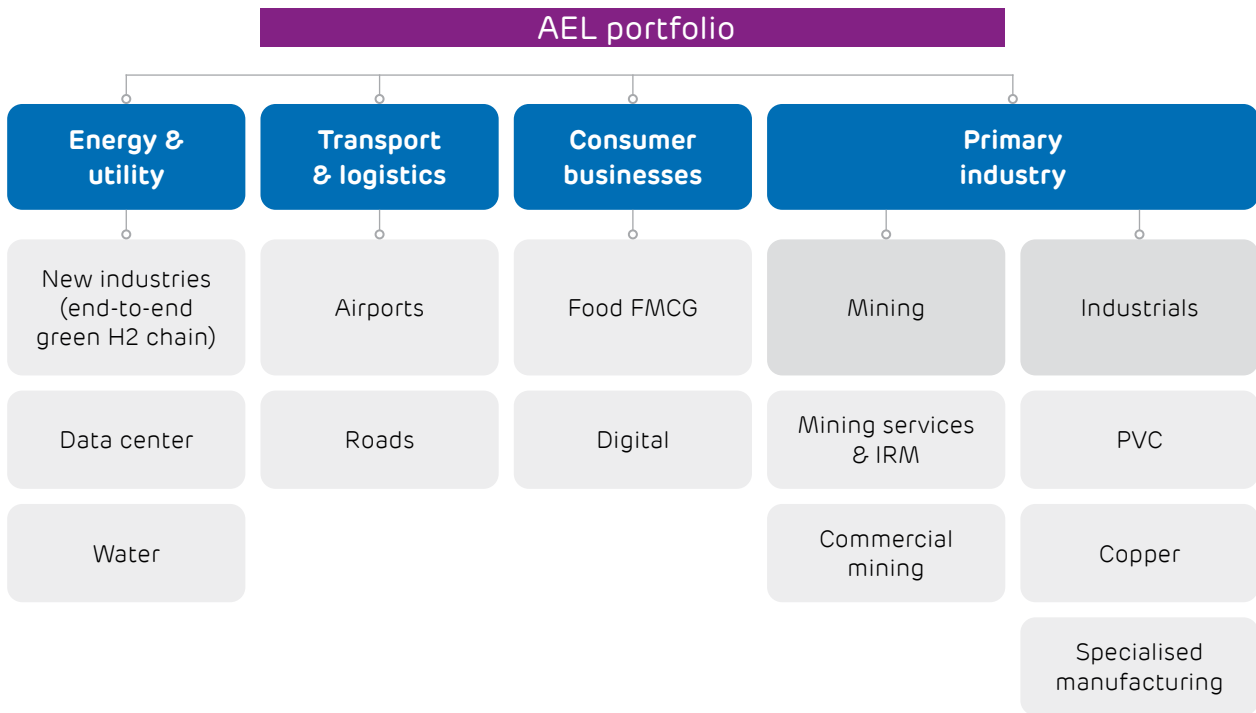 AEL portfolio
Energy &
utility
Transport
& logistics
Consumer
businesses
Primary
industry
New industries
(end-to-end
green H2 chain)
Airports
Food FMCG
Mining
Industrials
Data center
Roads
Digital
Mining services
& IRM
PVC
Water
Commercial
mining
Copper
Specialised
manufacturing